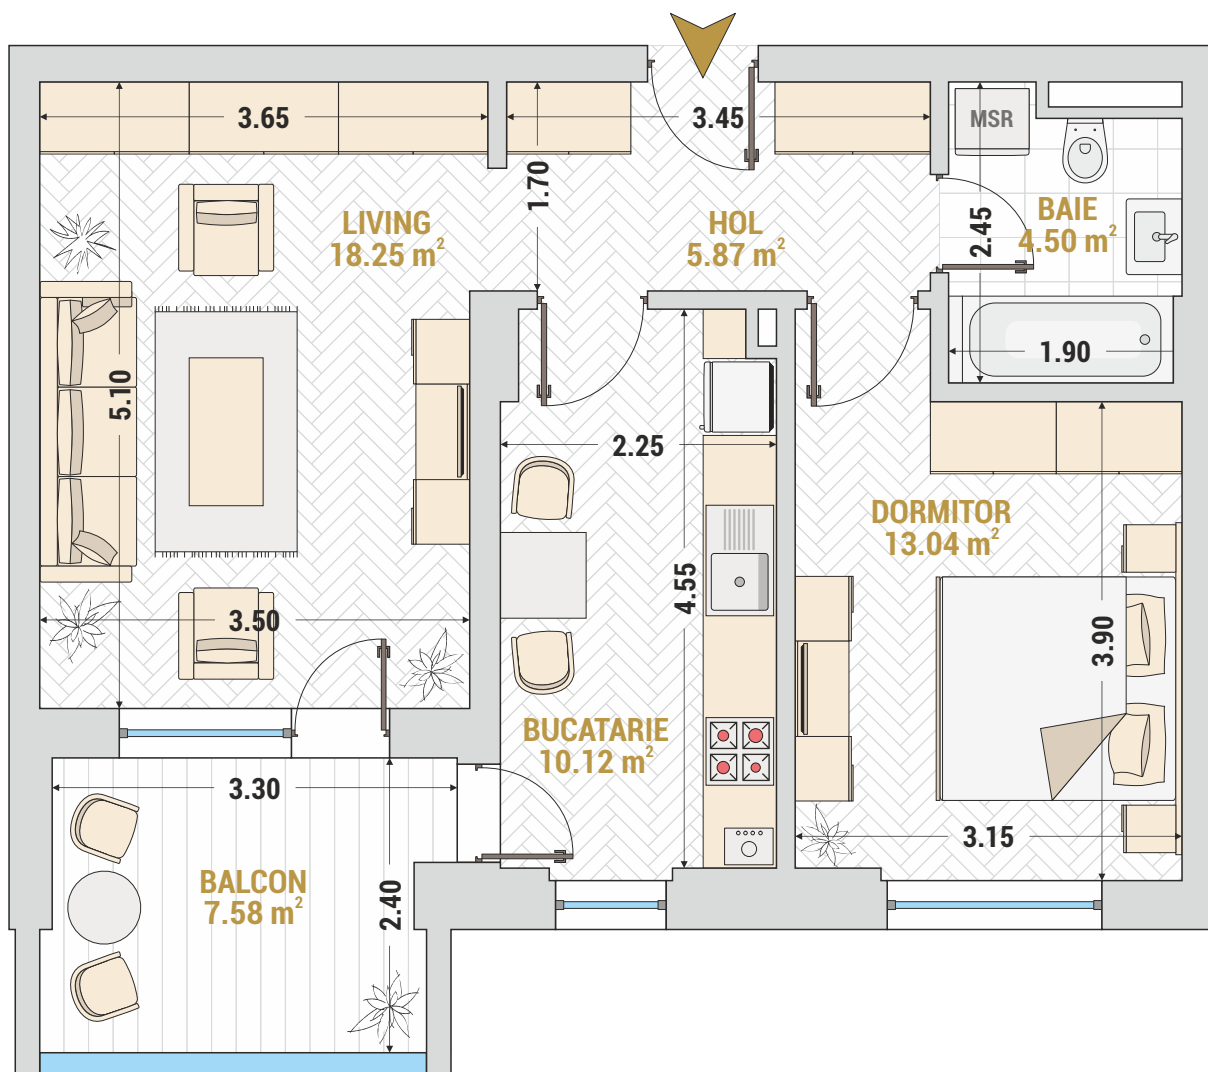 3.65
3.45
MSR
1.70
LIVING
18.25 m²
HOL
5.87 m²
2.45
BAIE
4.50 m²
1.90
5.10
2.25
DORMITOR
13.04 m²
4.55
3.50
3.90
BUCATARIE
10.12 m²
3.30
3.15
BALCON
7.58 m²
2.40